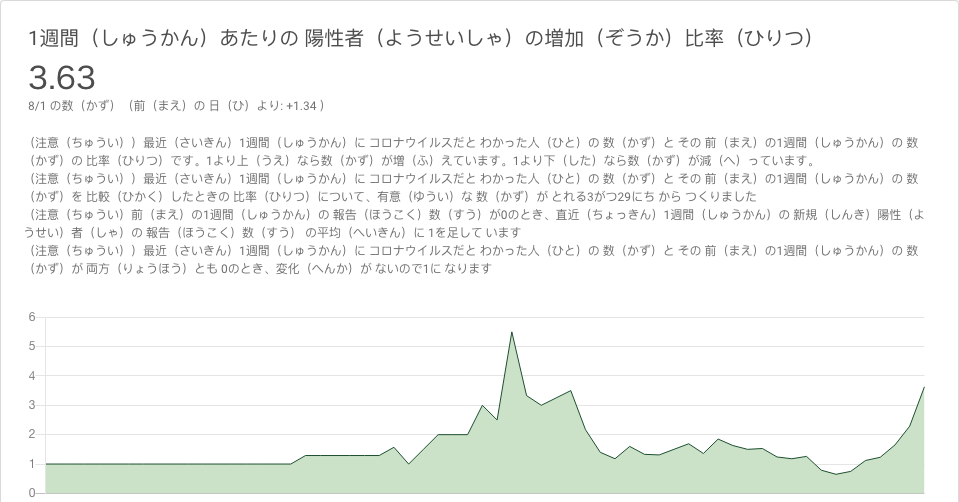 1週間（しゅうかん）あたりの 陽性者（ようせいしゃ）の増加（ぞうか）比率（ひりつ）
3.63
8/1 の数（かず）（前（まえ）の 日（ひ）より: +1.34 ）
（注意（ちゅうい））最近（さいきん）1週間（しゅうかん）に コロナウイルスだと わかった人（ひと）の 数（かず）と その 前（まえ）の1週間（しゅうかん）の 数
（かず）の 比率（ひりつ）です。1より上（うえ）なら数（かず）が増（ふ）えています。1より下（した）なら数（かず）が減（へ）っています。
（注意（ちゅうい））最近（さいきん）1週間（しゅうかん）に コロナウイルスだと わかった人（ひと）の 数（かず）と その 前（まえ）の1週間（しゅうかん）の 数
（かず）を 比較（ひかく）したときの 比率（ひりつ）について、有意（ゆうい）な 数（かず）が とれる3がつ29にち から つくりました
（注意（ちゅうい）前（まえ）の1週間（しゅうかん）の 報告（ほうこく）数（すう）が0のとき、直近（ちょっきん）1週間（しゅうかん）の 新規（しんき）陽性（よ
うせい）者（しゃ）の 報告（ほうこく）数（すう） の平均（へいきん）に 1を足して います
（注意（ちゅうい））最近（さいきん）1週間（しゅうかん）に コロナウイルスだと わかった人（ひと）の 数（かず）と その 前（まえ）の1週間（しゅうかん）の 数
（かず）が 両方（りょうほう）とも 0のとき、変化（へんか）が ないので1に なります
6
5
4
3
2
1
0